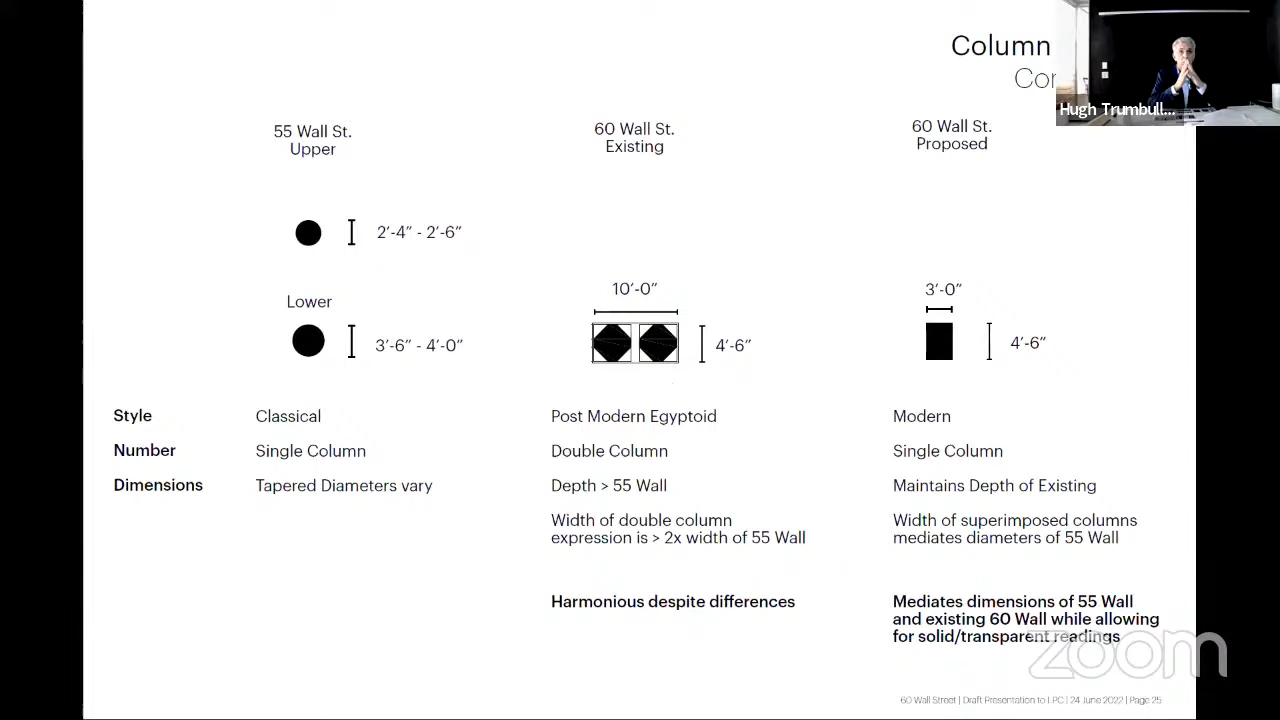 Column
Hugh Trumbull...
55 Wall St.
Upper
60 Wall St.
Existing
60 Wall St.
Proposed
2’-4” - 2’-6”
10’-0”
3’-0”
Lower
3’-6” - 4’-0”
4’-6”
4’-6”
Style
Classical
Post Modern Egyptoid
Modern
Number
Single Column
Double Column
Single Column
Dimensions
Tapered Diameters vary
Depth > 55 Wall
Maintains Depth of Existing
Width of double column
expression is > 2x width of 55 Wall
Width of superimposed columns
mediates diameters of 55 Wall
Harmonious despite differences
Mediates dimensions of 55 Wall
and existing 60 Wall while allowing
for solid/transparent readings
zoom
60 Wall Street | Draft Presentation to LPC | 24 June 2022 | Page 25